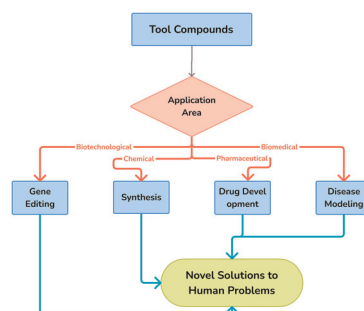 Tool Compounds
Application
Area
Biotechnological
Biomedical
Chemical
Pharmaceutical
Gene
Editing
Synthesis
Drug Devel
opment
Disease
Modeling
Novel Solutions to
Human Problems